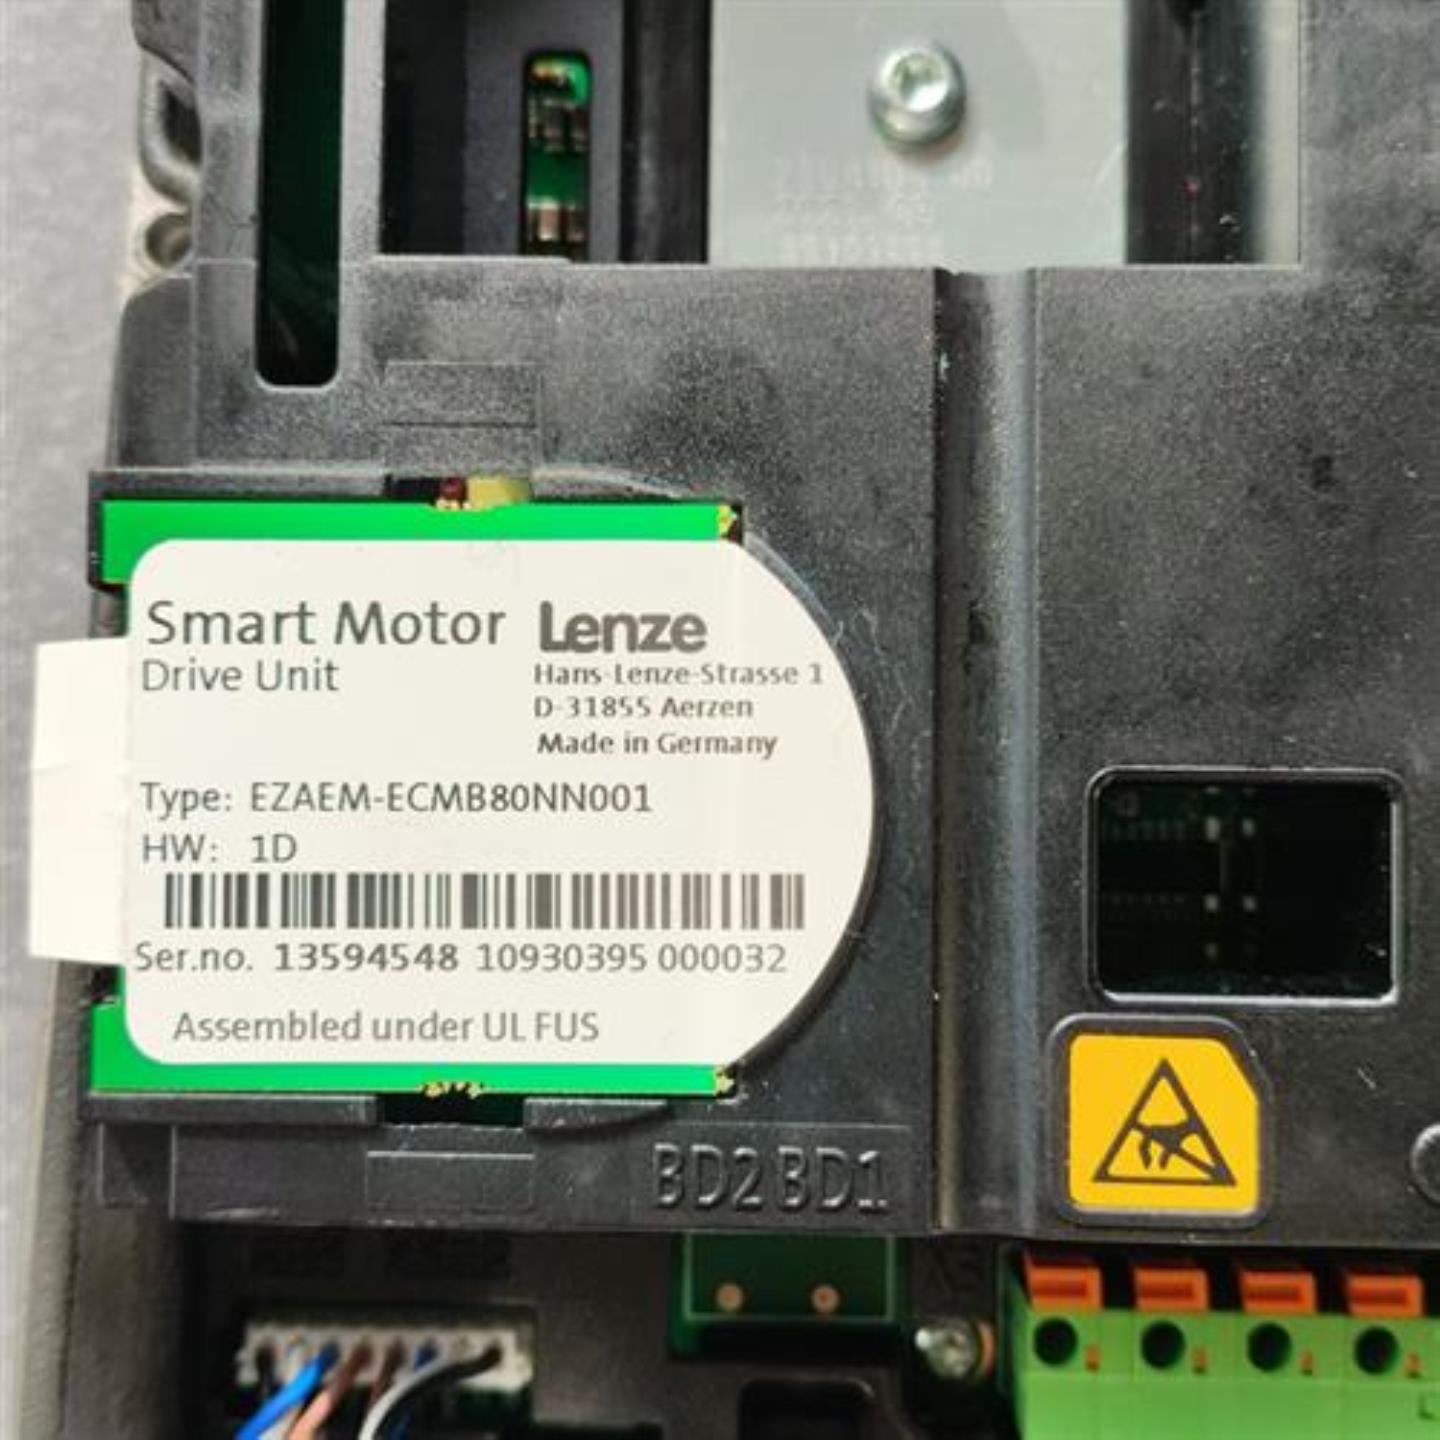 Smart Motor
Drive Unit
Lenze
Hans-Lenze-Strasse 1
D-31855 Aerzen
Made in Germany
Type: EZAEM-ECMB80NN001
HW: 1D
Ser.no. 13594548 10930395 000032
Assembled under UL FUS
BD2 BD1